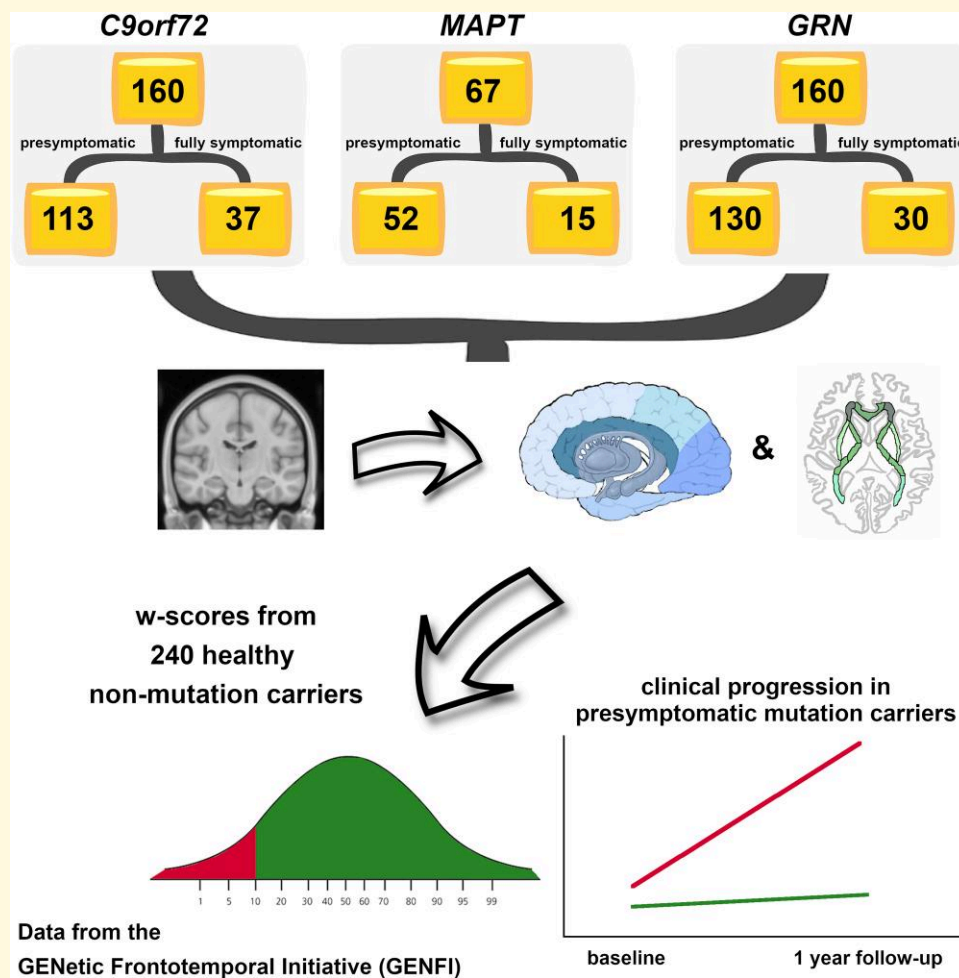 C9orf72 MAPT GRN
160 67 160
presymptomatic fully symptomatic presymptomatic fully symptomatic presymptomatic fully symptomatic
113 37 52 15 130 30
&
w-scores from
240 healthy
non-mutation carriers
clinical progression in
presymptomatic mutation carriers
1 5 10 20 30 40 50 60 70 80 90 95 99
baseline 1 year follow-up
Data from the
GENetic Frontotemporal Initiative (GENFI)